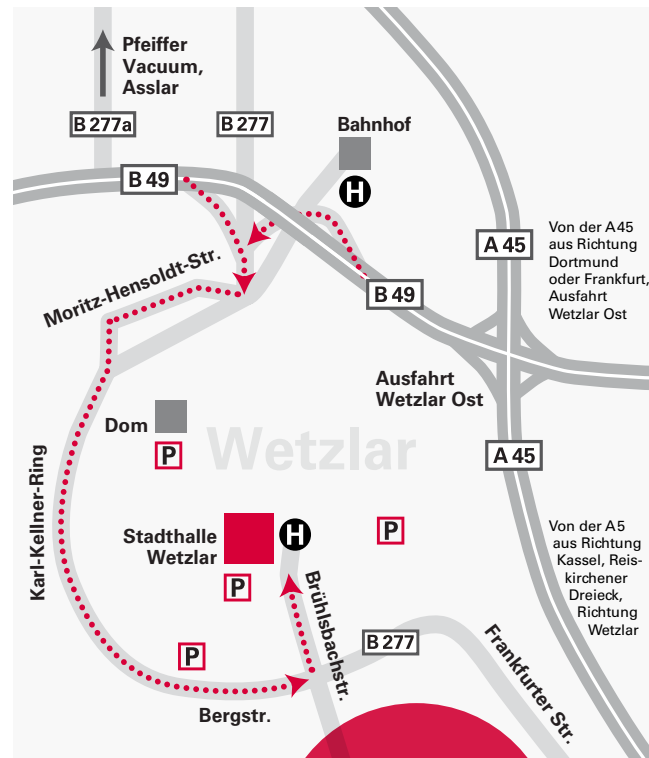 Pfeiffer
Vacuum,
Asslar
B 277a
B 277
Bahnhof
H
B 49
A 45
Von der A45
aus Richtung
Dortmund
oder Frankfurt,
Ausfahrt
Wetzlar Ost
Moritz-Hensoldt-Str.
B 49
Ausfahrt
Wetzlar Ost
Dom
P
Wetzlar
A 45
Karl-Kellner-Ring
Stadthalle
Wetzlar
H
P
P
Von der A5
aus Richtung
Kassel, Reis-
kirchener
Dreieck,
Richtung
Wetzlar
Brühlsbachstr.
P
B 277
Frankfurter Str.
Bergstr.